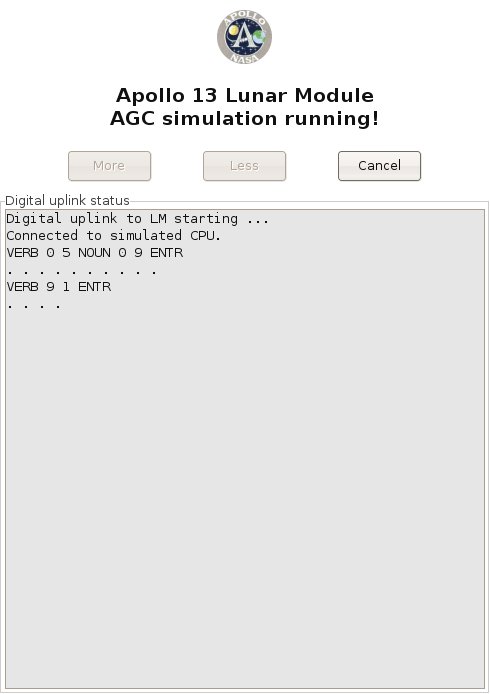 APOLLO
NASA
Apollo 13 Lunar Module
AGC simulation running!
More
Less
Cancel
Digital uplink status
Digital uplink to LM starting ...
Connected to simulated CPU.
VERB 0 5 NOUN 0 9 ENTR
. . . . . . . . . .
VERB 9 1 ENTR
. . . .